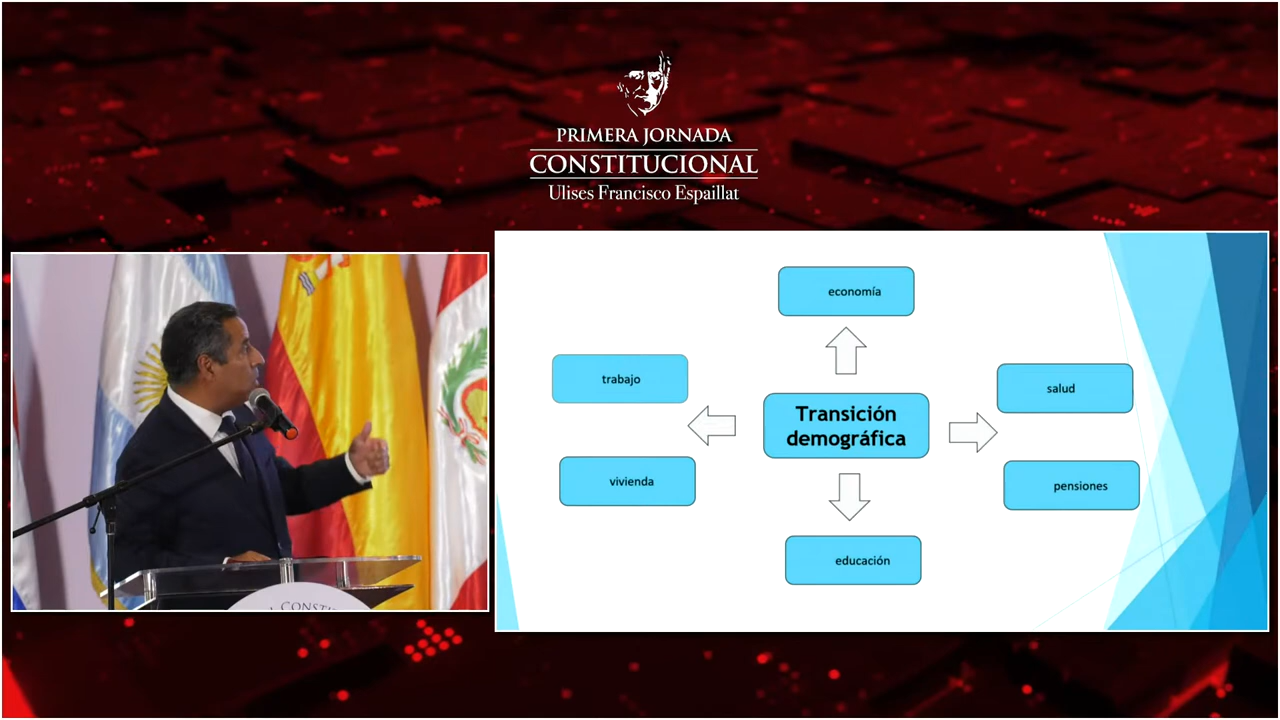 PRIMERA JORNADA
CONSTITUCIONAL
Ulises Francisco Espaillat
economía
trabajo
salud
Transición
demográfica
vivienda
pensiones
educación